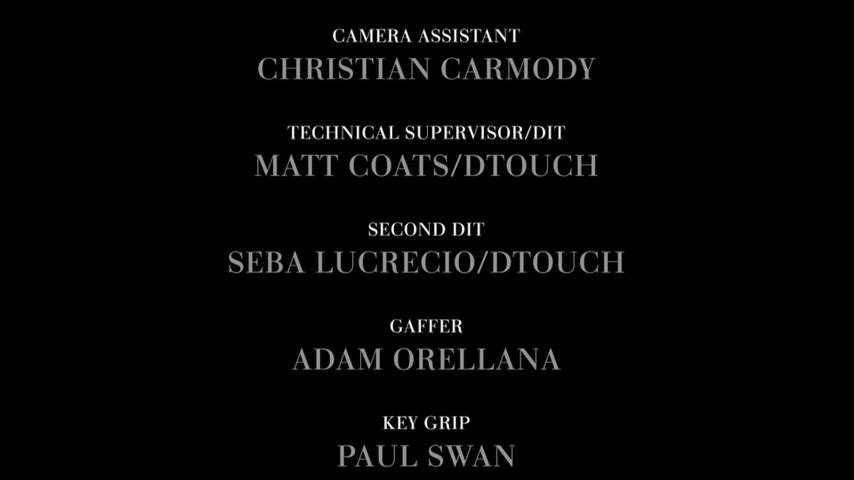 CAMERA ASSISTANT
CHRISTIAN CARMODY
TECHNICAL SUPERVISOR/DIT
MATT COATS/DTOUCH
SECOND DIT
SEBA LUCRECIO/DTOUCH
GAFFER
ADAM ORELLANA
KEY GRIP
PAUL SWAN